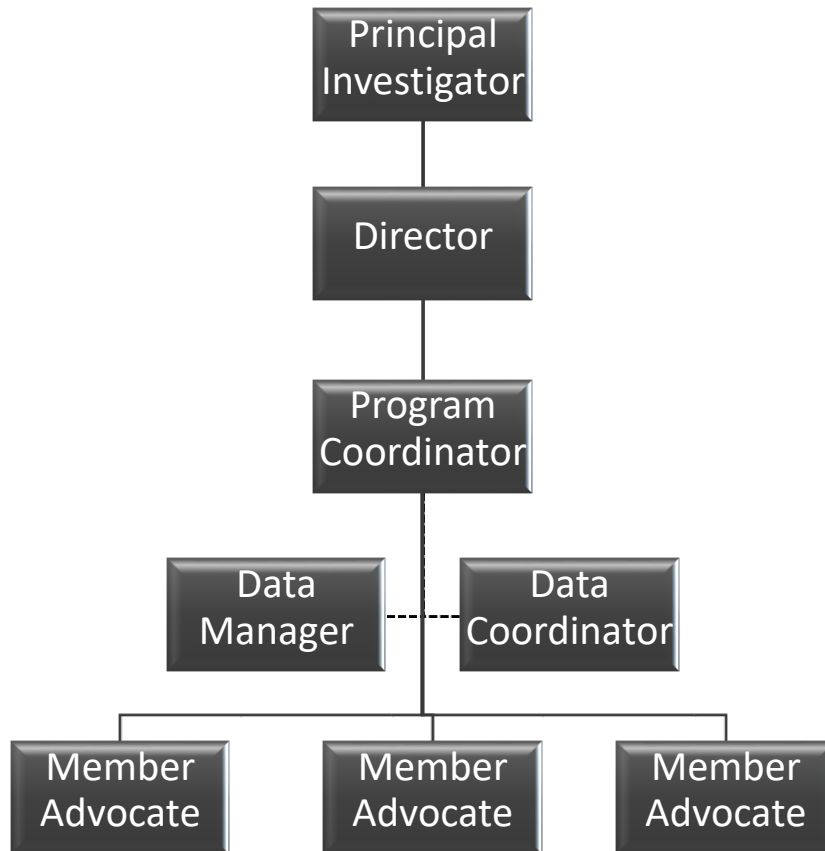 Principal
Investigator
Director
Program
Coordinator
Data
Manager
Data
Coordinator
Member
Advocate
Member
Advocate
Member
Advocate